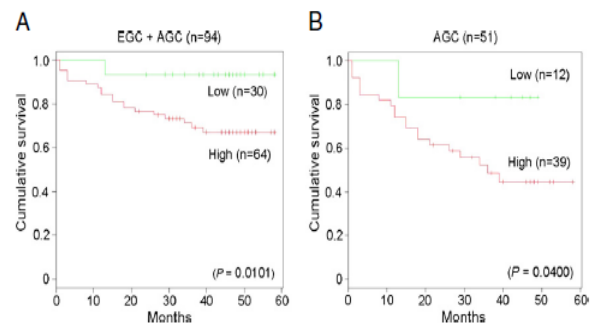 A
EGC + AGC (n=94)
Cumulative survival
1.0
0.8
0.6
0.4
0.2
0
Low (n=30)
High (n=64)
(P = 0.0101)
0 10 20 30 40 50 60
Months
B
AGC (n=51)
Cumulative survival
1.0
0.8
0.6
0.4
0.2
0
Low (n=12)
High (n=39)
(P = 0.0400)
0 10 20 30 40 50 60
Months